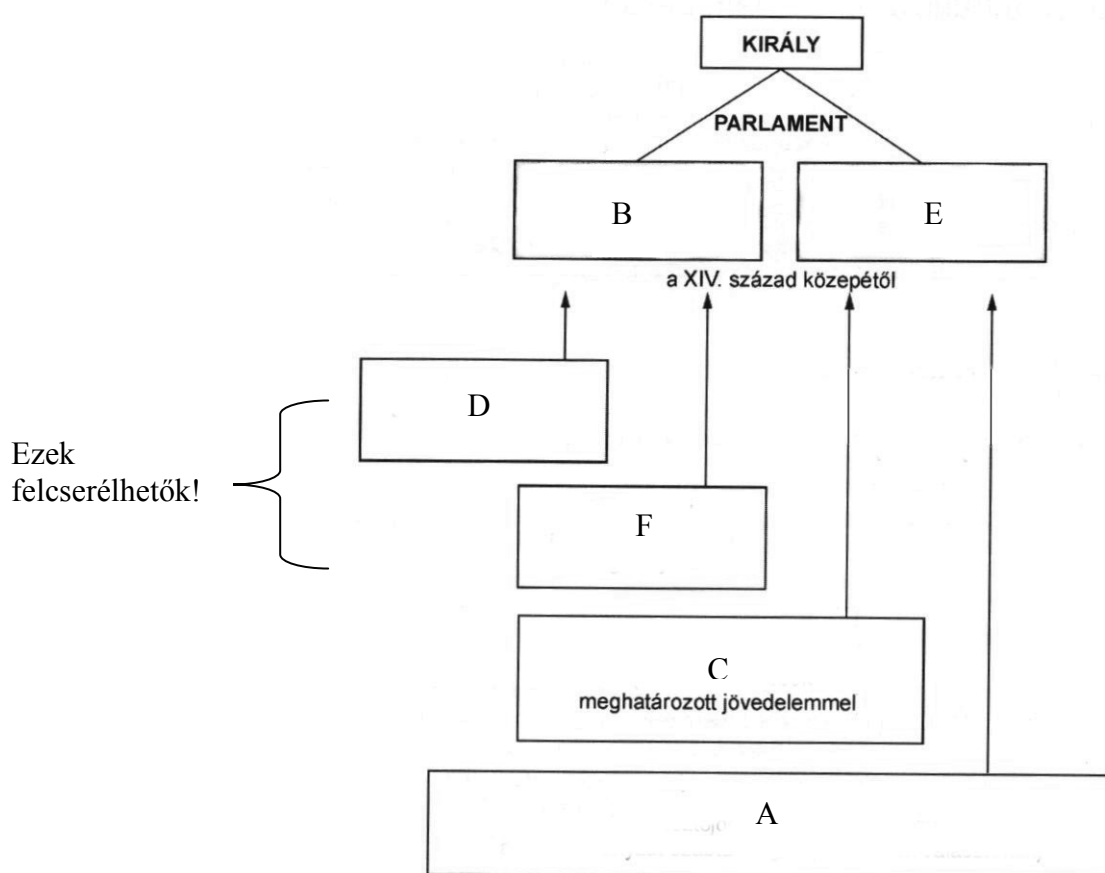 KIRÁLY
PARLAMENT
B
E
a XIV. század közepétől
D
Ezek
felcserélhetők!
F
C
meghatározott jövedelemmel
A